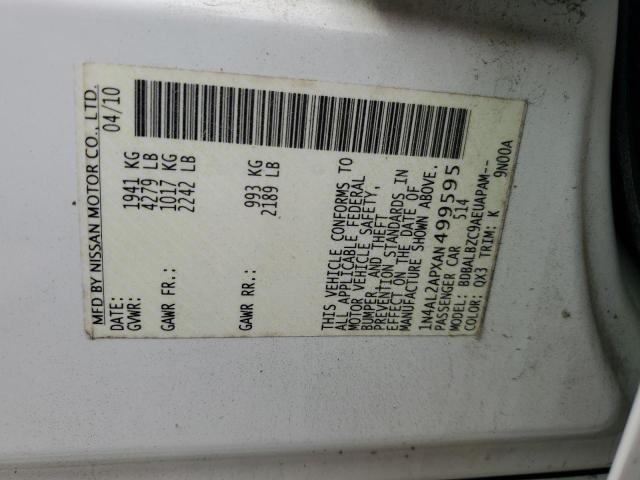 MFD BY NISSAN MOTOR CO., LTD.
DATE: 04/10
GVWR: 1941 KG
4279 LB
GAWR FR.: 1017 KG
2242 LB
GAWR RR.: 993 KG
2189 LB
THIS VEHICLE CONFORMS TO
ALL APPLICABLE FEDERAL
MOTOR VEHICLE SAFETY,
BUMPER, AND THEFT
PREVENTION STANDARDS IN
EFFECT ON THE DATE OF
MANUFACTURE SHOWN ABOVE.
1N4AL2APXAN499595
PASSENGER CAR 514
MODEL: BDBALBZC9AEUAPAM--
COLOR: QX3 TRIM: K 9N00A